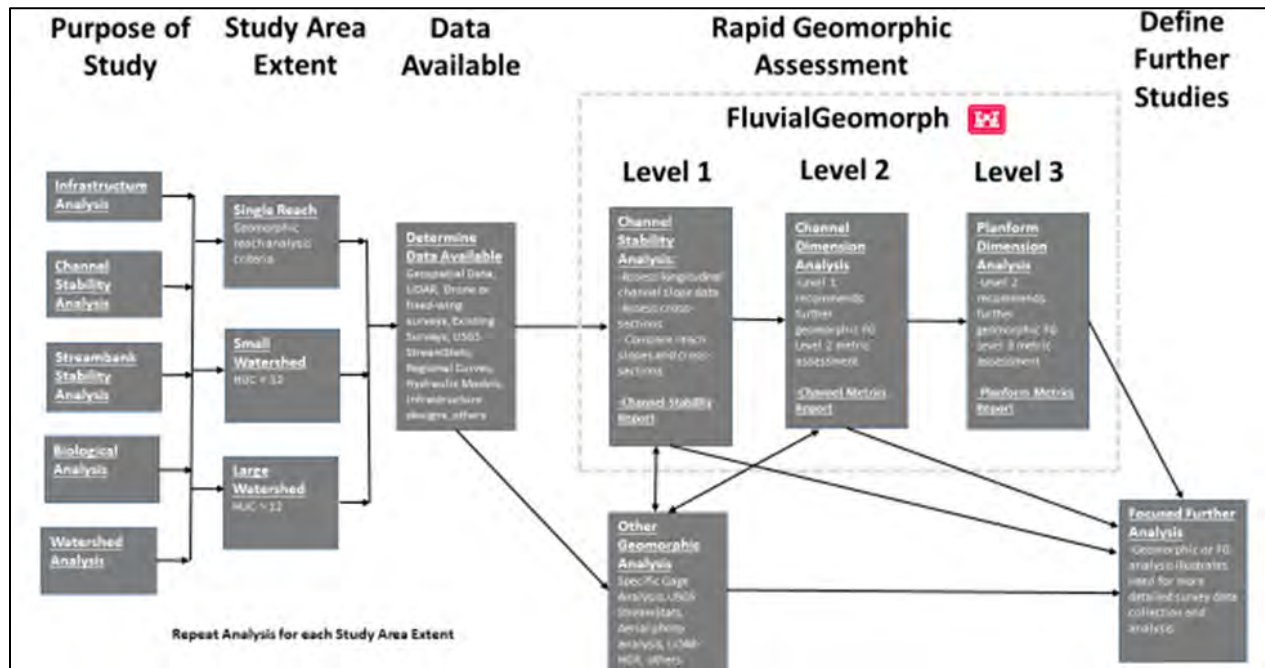 Purpose of
Study
Study Area
Extent
Data
Available
Rapid Geomorphic
Assessment
Define
Further
Studies
FluvialGeomorph
Level 1
Level 2
Level 3
Infrastructure
Analysis
Channel
Stability
Analysis
Streambank
Stability
Analysis
Biological
Analysis
Watershed
Analysis
Single Reach
Geomorphic
reach analysis
criteria
Small
Watershed
Large
Watershed
HUC > 12
Determine
Data Available
Geospatial Data,
LiDAR, Drone or
fixed-wing
surveys, Existing
Surveys, USGS
StreamStats,
Regional Curves,
Hydraulic Models,
Infrastructure
designs, others
Channel
Stability
Analysis:
-Assess longitudinal
channel slope data
-Assess cross-
sections
- Compare reach
slopes and cross-
sections
-Channel Stability
Report
Channel
Dimension
Analysis
-Level 1
recommends
further
geomorphic FG
Level 2 metric
assessment
-Channel Metrics
Report
Planform
Dimension
Analysis
-Level 2
recommends
further
geomorphic FG
Level 3 metric
assessment
-Planform Metrics
Report
Other
Geomorphic
Analysis
Specific Gage
Analysis, USGS
StreamStats,
Aerial photo
analysis, LiDAR-
others
Focused Further
Analysis
-Geomorphic or FG
analysis illustrates
need for more
detailed survey data
collection and
analysis
Repeat Analysis for each Study Area Extent